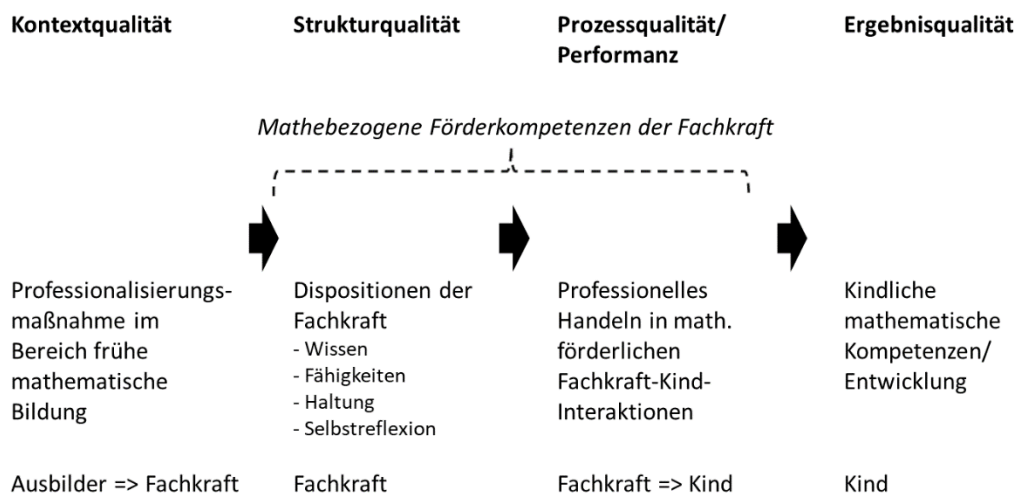 Kontextqualität
Strukturqualität
Prozessqualität/
Performanz
Ergebnisqualität
Mathebezogene Förderkompetenzen der Fachkraft
Professionalisierungs-
maßnahme im
Bereich frühe
mathematische
Bildung
Dispositionen der
Fachkraft
- Wissen
- Fähigkeiten
- Haltung
- Selbstreflexion
Professionelles
Handeln in math.
förderlichen
Fachkraft-Kind-
Interaktionen
Kindliche
mathematische
Kompetenzen/
Entwicklung
Ausbilder => Fachkraft
Fachkraft
Fachkraft => Kind
Kind